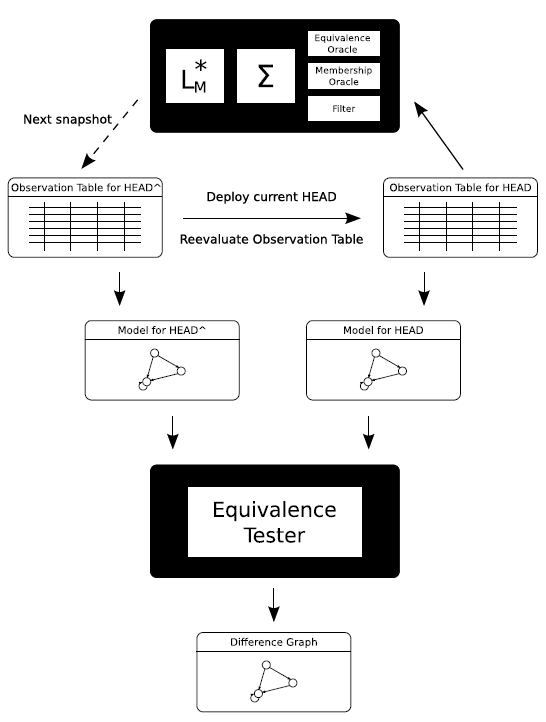 Equivalence
Oracle
L*M
Σ
Membership
Oracle
Filter
Next snapshot
Observation Table for HEAD^
Deploy current HEAD
Reevaluate Observation Table
Observation Table for HEAD
Model for HEAD^
Model for HEAD
Equivalence
Tester
Difference Graph